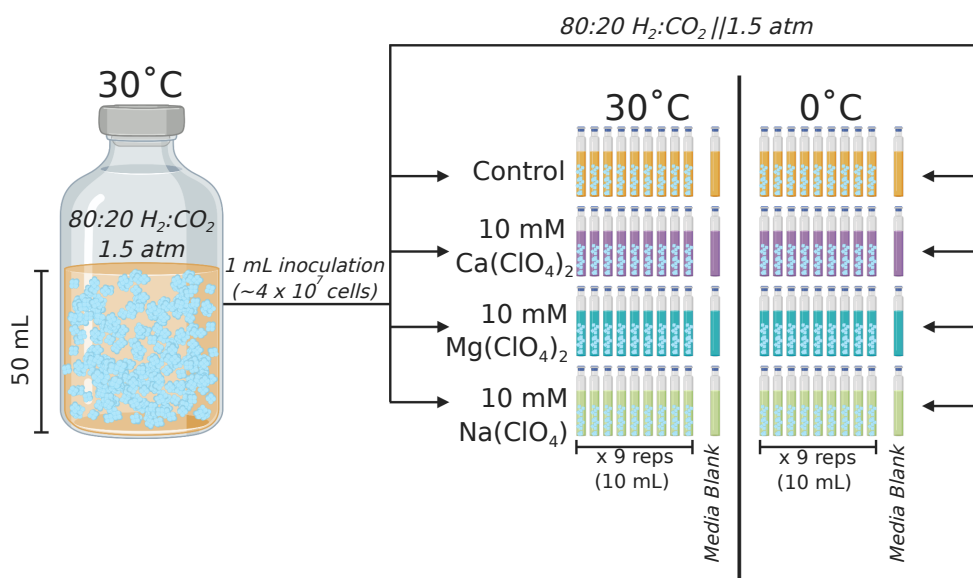 80:20 H₂:CO₂ ||1.5 atm
30˚C
80:20 H₂:CO₂
1.5 atm
50 mL
1 mL inoculation
(~4 x 10⁷ cells)
30˚C
0˚C
Control
10 mM
Ca(ClO₄)₂
10 mM
Mg(ClO₄)₂
10 mM
Na(ClO₄)
x 9 reps
(10 mL)
Media Blank
x 9 reps
(10 mL)
Media Blank